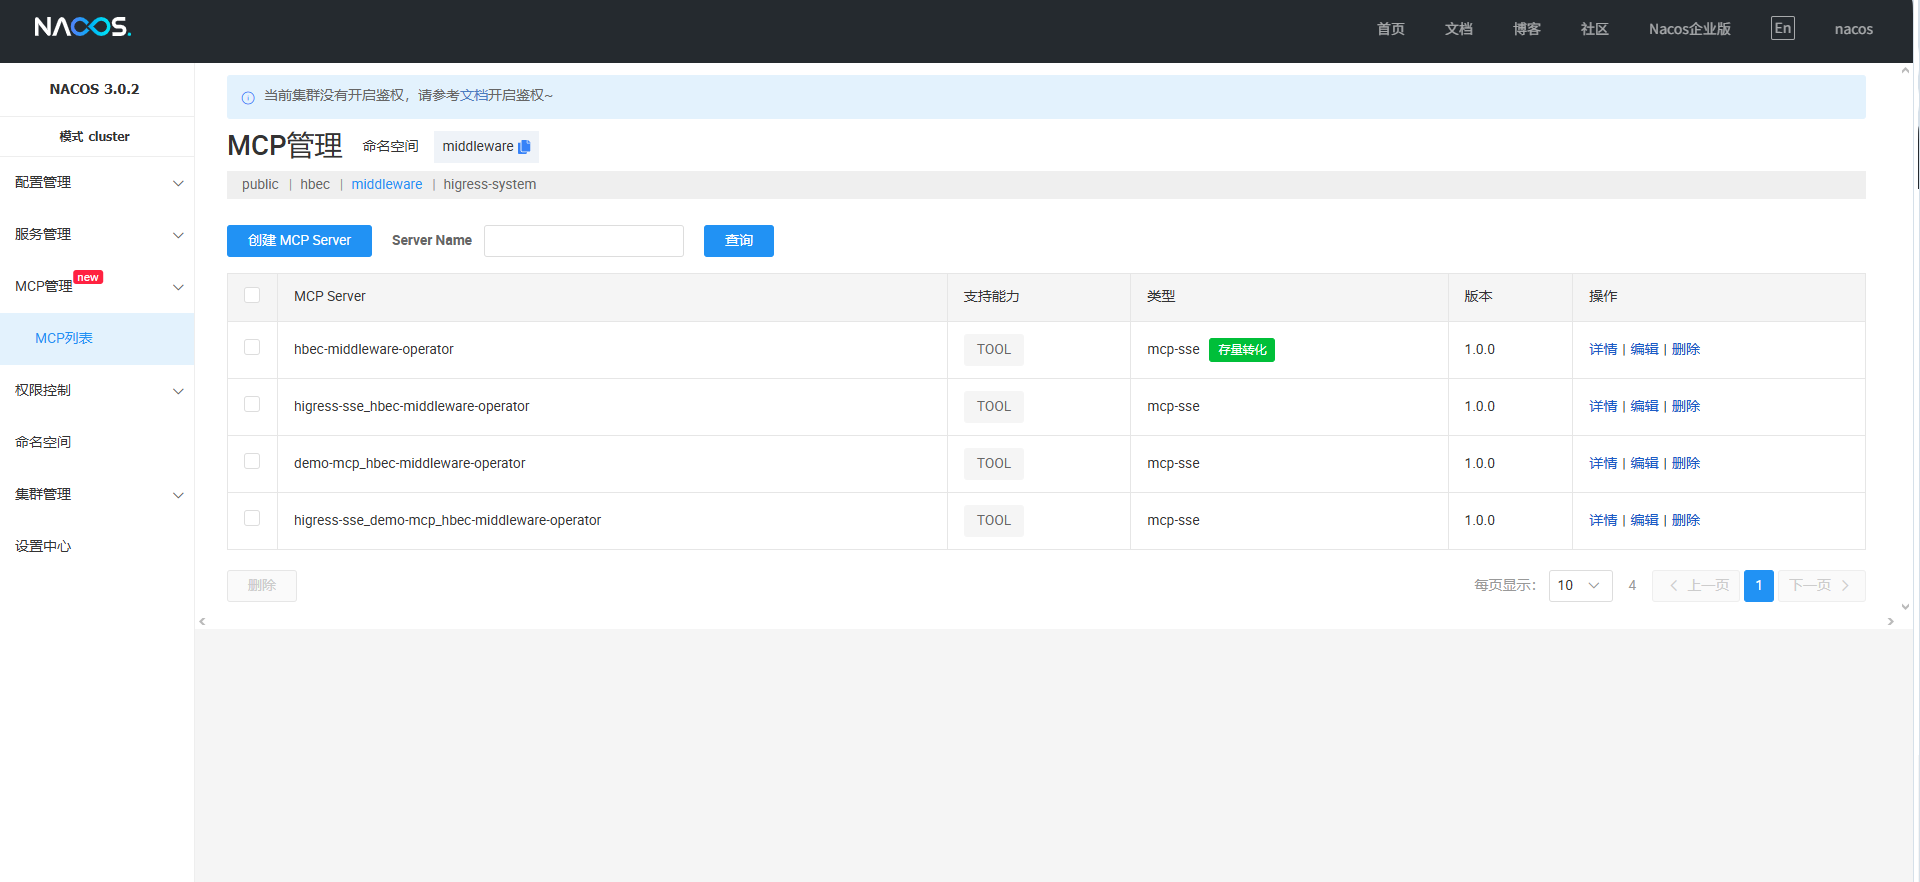 NACOS.
首页 文档 博客 社区 Nacos企业版 En nacos
NACOS 3.0.2
模式 cluster
配置管理
服务管理
MCP管理 new
MCP列表
权限控制
命名空间
集群管理
设置中心
当前集群没有开启鉴权，请参考文档开启鉴权~
MCP管理 命名空间 middleware
public | hbec | middleware | higress-system
创建 MCP Server Server Name 查询
MCP Server 支持能力 类型 版本 操作
hbec-middleware-operator TOOL mcp-sse 存量转化 1.0.0 详情 | 编辑 | 删除
higress-sse_hbec-middleware-operator TOOL mcp-sse 1.0.0 详情 | 编辑 | 删除
demo-mcp_hbec-middleware-operator TOOL mcp-sse 1.0.0 详情 | 编辑 | 删除
higress-sse_demo-mcp_hbec-middleware-operator TOOL mcp-sse 1.0.0 详情 | 编辑 | 删除
删除 每页显示： 10 4 上一页 1 下一页